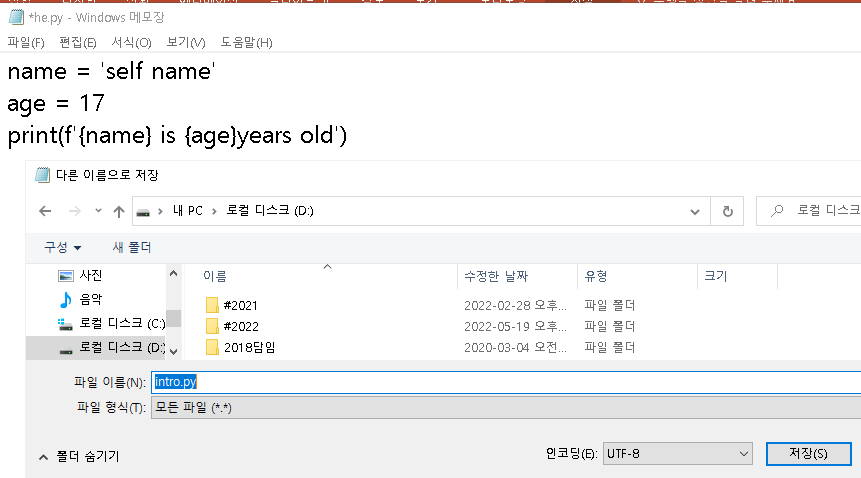 *he.py - Windows 메모장
파일(F) 편집(E) 서식(O) 보기(V) 도움말(H)
name = 'self name'
age = 17
print(f'{name} is {age}years old')
다른 이름으로 저장
내 PC > 로컬 디스크 (D:)
로컬 디스크
구성 새 폴더
사진
음악
로컬 디스크 (C:)
로컬 디스크 (D:)
이름 수정한 날짜 유형 크기
#2021 2022-02-28 오후... 파일 폴더
#2022 2022-05-19 오후... 파일 폴더
2018담임 2020-03-04 오전... 파일 폴더
파일 이름(N): intro.py
파일 형식(T): 모든 파일 (*.*)
폴더 숨기기 인코딩(E): UTF-8 저장(S)